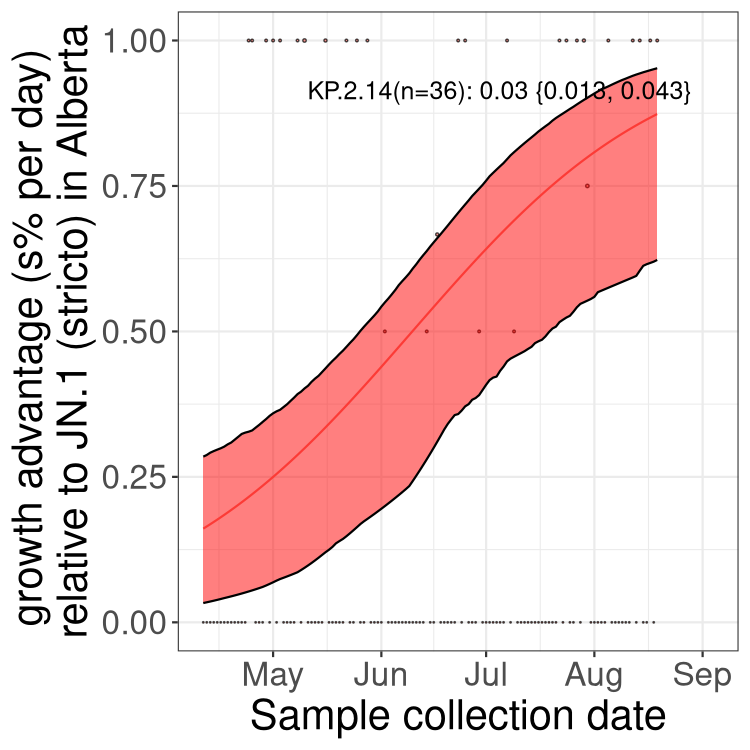 growth advantage (s% per day)
relative to JN.1 (stricto) in Alberta
1.00
0.75
0.50
0.25
0.00
KP.2.14(n=36): 0.03 {0.013, 0.043}
May Jun Jul Aug Sep
Sample collection date